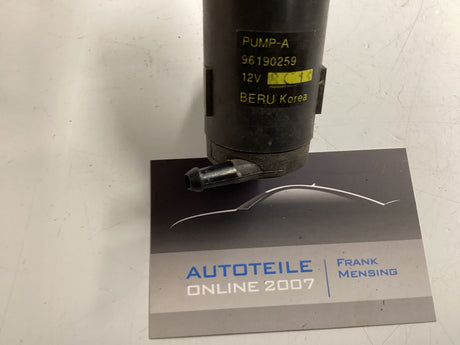 PUMP-A
96190259
12V
BERU Korea
AUTOTEILE
ONLINE 2007
FRANK
MENSING